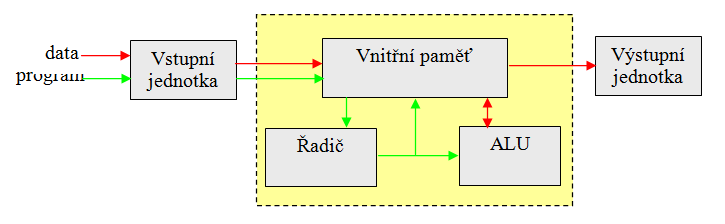 data
program
Vstupní
jednotka
Vnitřní paměť
Výstupní
jednotka
Řadič
ALU